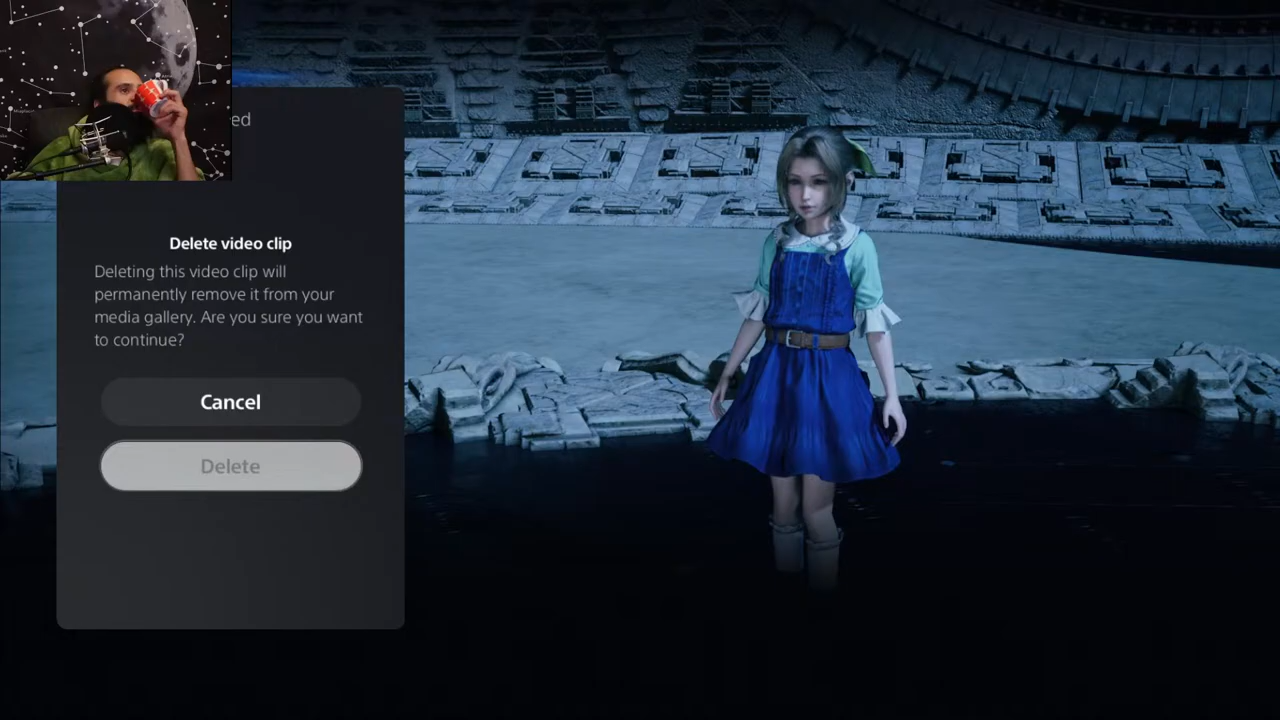 ed
Delete video clip
Deleting this video clip will
permanently remove it from your
media gallery. Are you sure you want
to continue?
Cancel
Delete